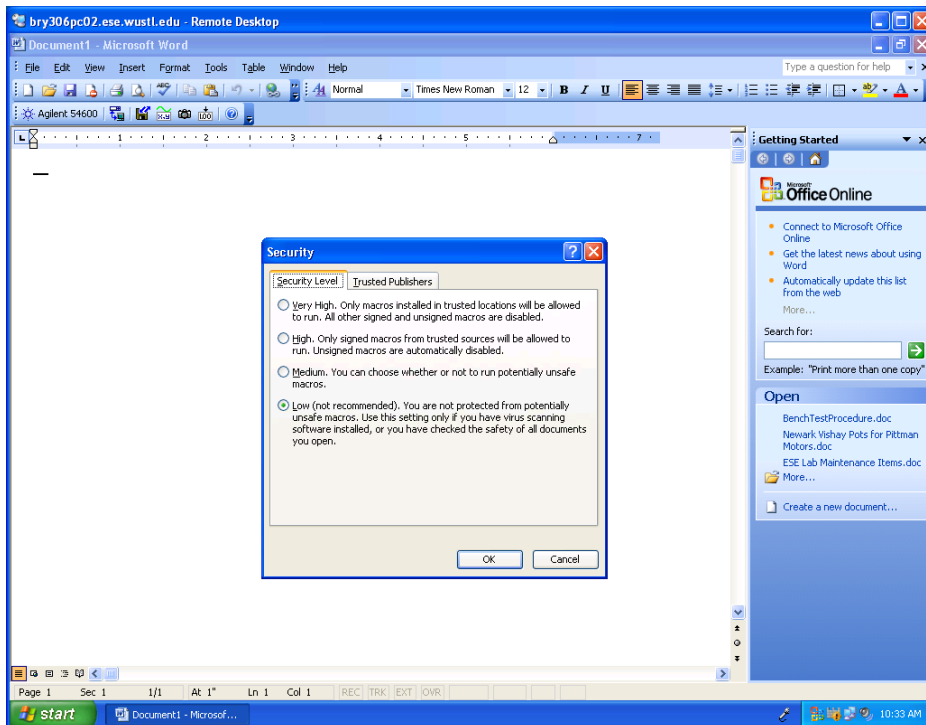 bry306pc02.ese.wustl.edu - Remote Desktop
Document1 - Microsoft Word
File Edit View Insert Format Tools Table Window Help
Type a question for help
Normal Times New Roman 12 B I U
Agilent 54600
1 2 3 4 5 7
Getting Started
Microsoft
Office Online
Connect to Microsoft Office
Online
Get the latest news about using
Word
Automatically update this list
from the web
More...
Search for:
Example: "Print more than one copy"
Open
BenchTestProcedure.doc
Newark Vishay Pots for Pittman
Motors.doc
ESE Lab Maintenance Items.doc
More...
Create a new document...
Security
Security Level Trusted Publishers
Very High. Only macros installed in trusted locations will be allowed
to run. All other signed and unsigned macros are disabled.
High. Only signed macros from trusted sources will be allowed to
run. Unsigned macros are automatically disabled.
Medium. You can choose whether or not to run potentially unsafe
macros.
Low (not recommended). You are not protected from potentially
unsafe macros. Use this setting only if you have virus scanning
software installed, or you have checked the safety of all documents
you open.
OK Cancel
Page 1 Sec 1 1/1 At 1" Ln 1 Col 1 REC TRK EXT OVR
start Document1 - Microsof... 10:33 AM